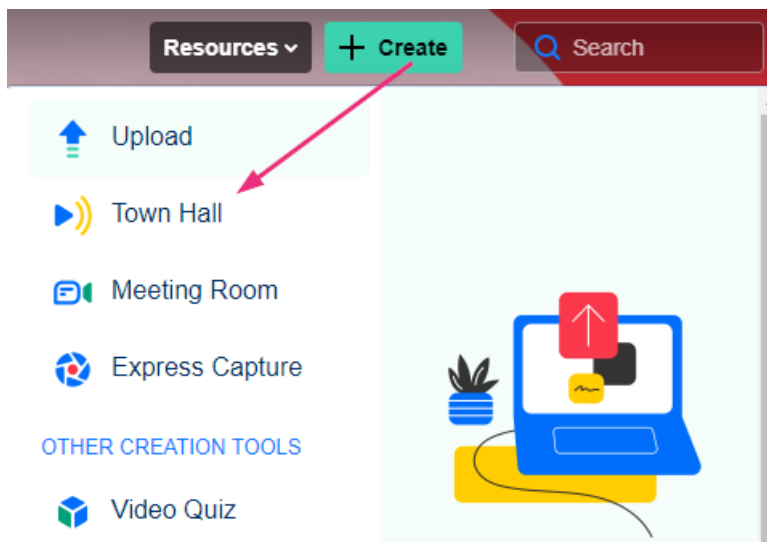 Resources
+ Create
Search
Upload
Town Hall
Meeting Room
Express Capture
OTHER CREATION TOOLS
Video Quiz